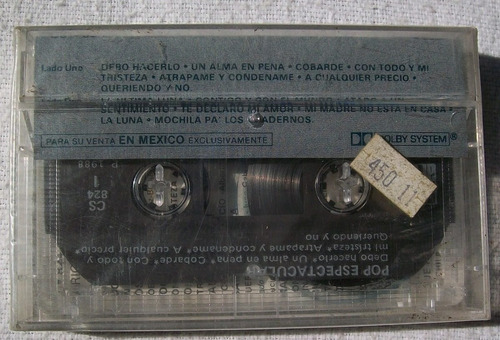 Lado Uno DEBO HACERLO • UN ALMA EN PENA • COBARDE • CON TODO Y MI
TRISTEZA • ATRAPAME Y CONDENAME • A CUALQUIER PRECIO •
QUERIENDO Y NO.
SENTIMIENTO • TE DECLARO MI AMOR • MI MADRE NO ESTA EN CASA •
LA LUNA • MOCHILA PA' LOS CUADERNOS.
PARA SU VENTA EN MEXICO EXCLUSIVAMENTE
DOLBY SYSTEM®
450 11
P 1988
1
CS
824
POP ESPECTACULAR
Debo hacerlo* Un alma en pena* Cobarde* Con todo y
mi tristeza* Atrapame y condename* A cualquier precio*
Queriendo y no